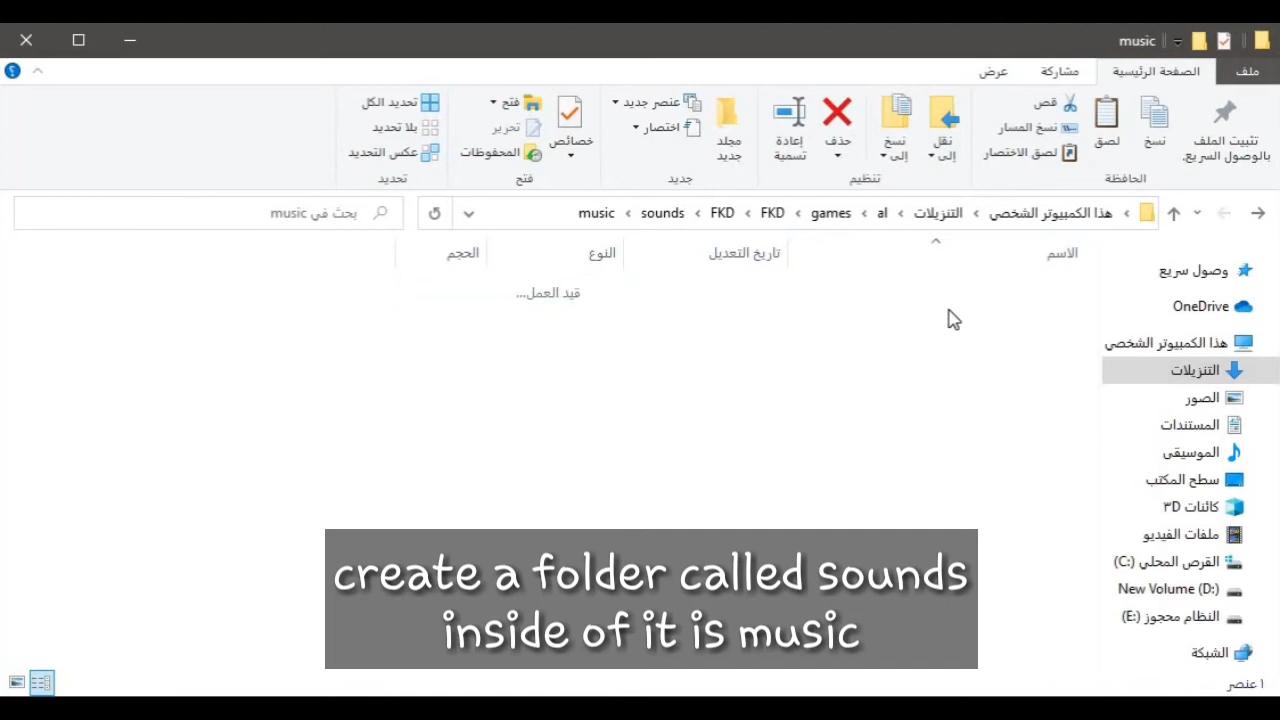 music
ملف
الصفحة الرئيسية
مشاركة
عرض
تثبيت الملف
بالوصول السريع.
نسخ
لصق
قص
نسخ المسار
لصق الاختصار
الحافظة
نقل
إلى
نسخ
إلى
حذف
إعادة
تسمية
تنظيم
مجلد
جديد
عنصر جديد
اختصار
جديد
خصائص
فتح
تحرير
المحفوظات
فتح
تحديد الكل
بلا تحديد
عكس التحديد
تحديد
هذا الكمبيوتر الشخصي › التنزيلات › al › games › FKD › FKD › sounds › music
بحث في music
الاسم
تاريخ التعديل
النوع
الحجم
قيد العمل...
وصول سريع
OneDrive
هذا الكمبيوتر الشخصي
التنزيلات
الصور
المستندات
الموسيقى
سطح المكتب
كائنات ٣D
ملفات الفيديو
القرص المحلي (C:)
New Volume (D:)
النظام محجوز (E:)
الشبكة
١ عنصر
create a folder called sounds
inside of it is music